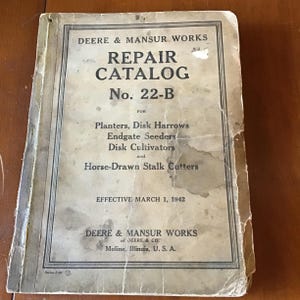 DEERE & MANSUR WORKS
REPAIR
CATALOG
No. 22-B
FOR
Planters, Disk Harrows
Endgate Seeders
Disk Cultivators
and
Horse-Drawn Stalk Cutters
EFFECTIVE MARCH 1, 1942
DEERE & MANSUR WORKS
of DEERE & CO.
Moline, Illinois, U. S. A.